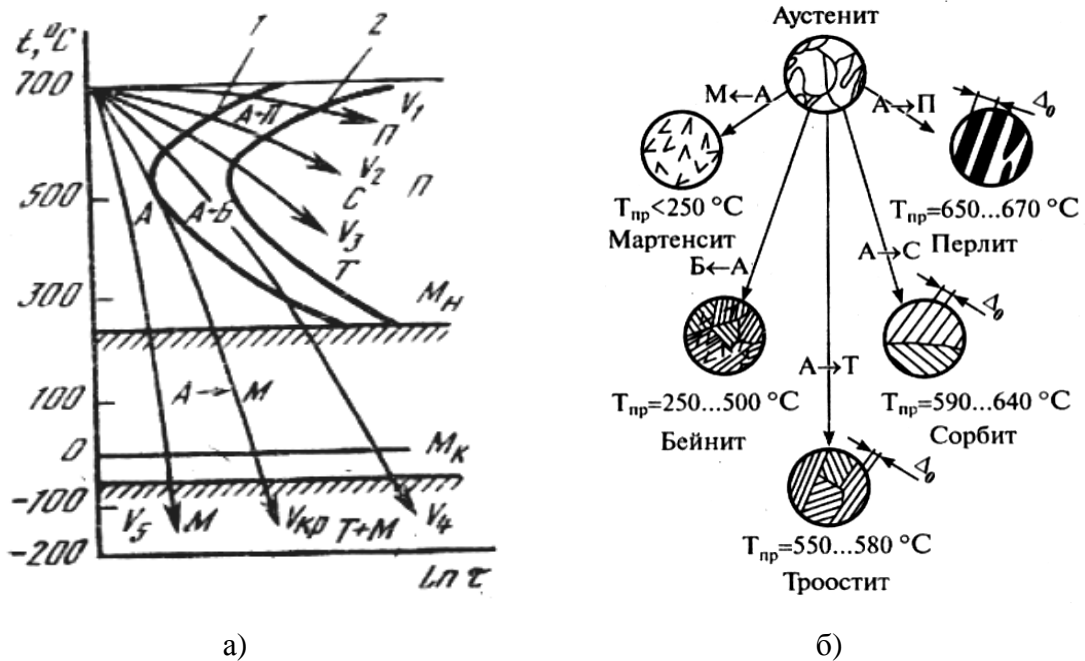 t,°C
1
2
700
500
300
100
0
-100
-200
А-П
V₁
П
V₂
С
П
А
А-Б
V₃
Т
Mн
А → М
Mк
V₅
М
Vкр
Т+М
V₄
Ln τ
а)
Аустенит
М←А
А→П
Δ₀
Tпр<250 °C
Мартенсит
Tпр=650...670 °C
Перлит
Б←А
А→С
Δ₀
Tпр=250...500 °C
Бейнит
А→Т
Tпр=590...640 °C
Сорбит
Δ₀
Tпр=550...580 °C
Троостит
б)